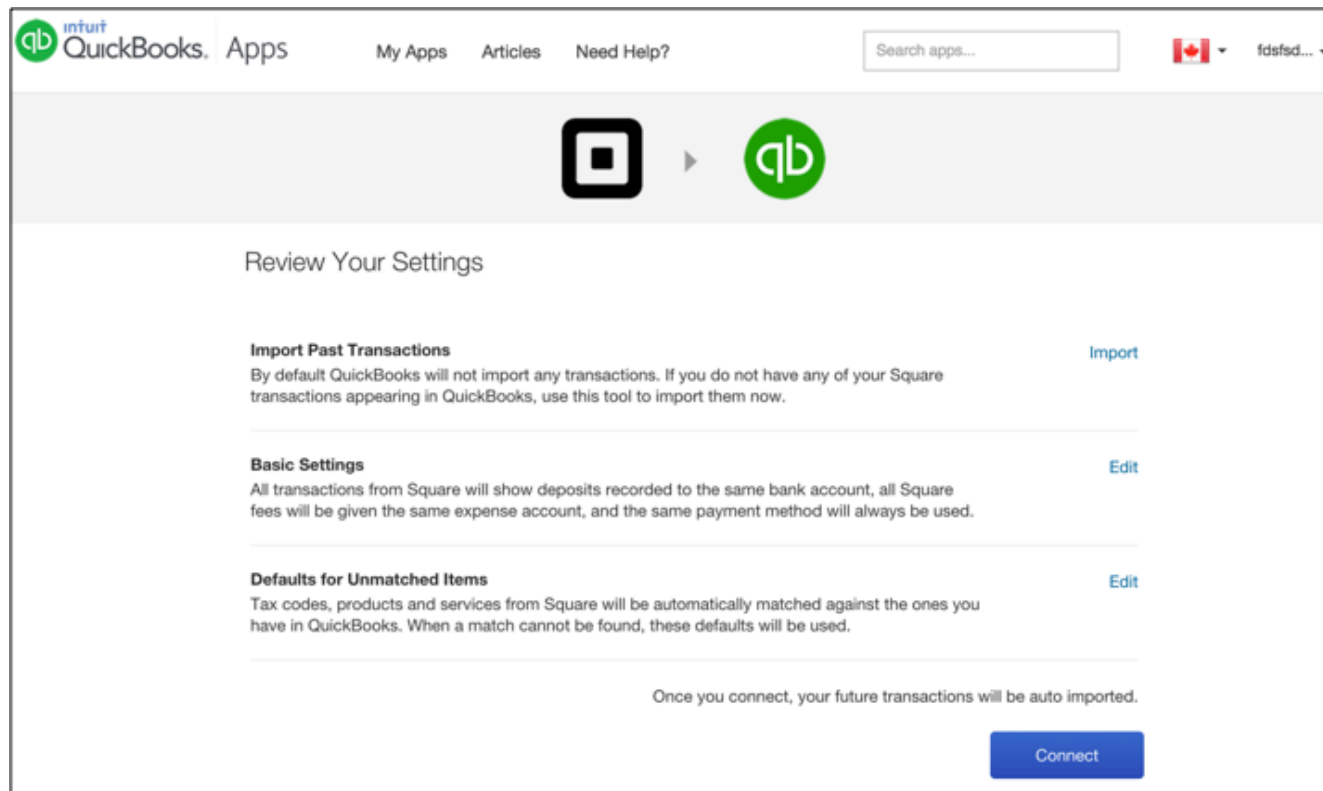 intuit
QuickBooks. Apps
My Apps Articles Need Help?
Search apps...
fdsfsd...
qb
Review Your Settings
Import Past Transactions
Import
By default QuickBooks will not import any transactions. If you do not have any of your Square
transactions appearing in QuickBooks, use this tool to import them now.
Basic Settings
Edit
All transactions from Square will show deposits recorded to the same bank account, all Square
fees will be given the same expense account, and the same payment method will always be used.
Defaults for Unmatched Items
Edit
Tax codes, products and services from Square will be automatically matched against the ones you
have in QuickBooks. When a match cannot be found, these defaults will be used.
Once you connect, your future transactions will be auto imported.
Connect